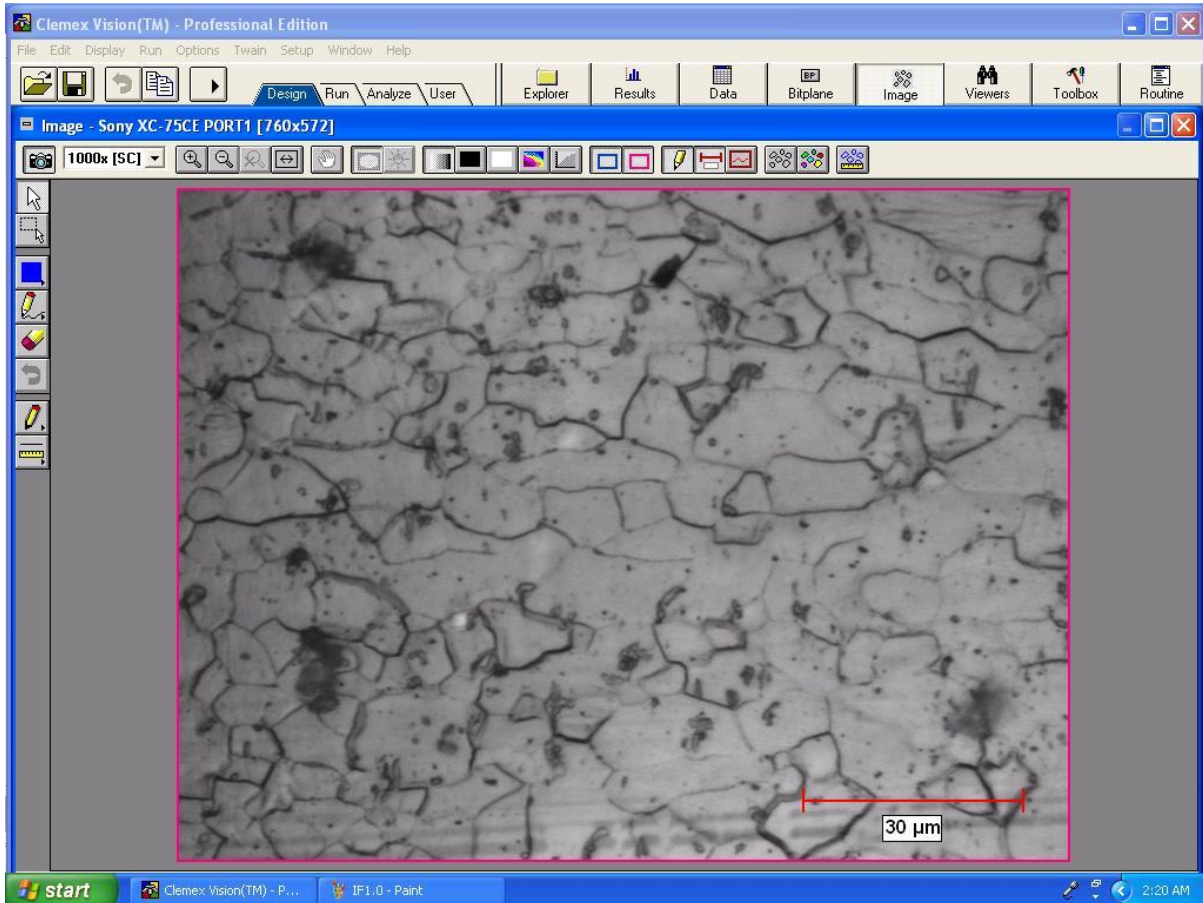 Clemex Vision(TM) - Professional Edition
File Edit Display Run Options Twain Setup Window Help
Design Run Analyze User Explorer Results Data BP Bitplane Image Viewers Toolbox Routine
Image - Sony XC-75CE PORT1 [760x572]
1000x [SC]
30 µm
start Clemex Vision(TM) - P... IF1.0 - Paint 2:20 AM